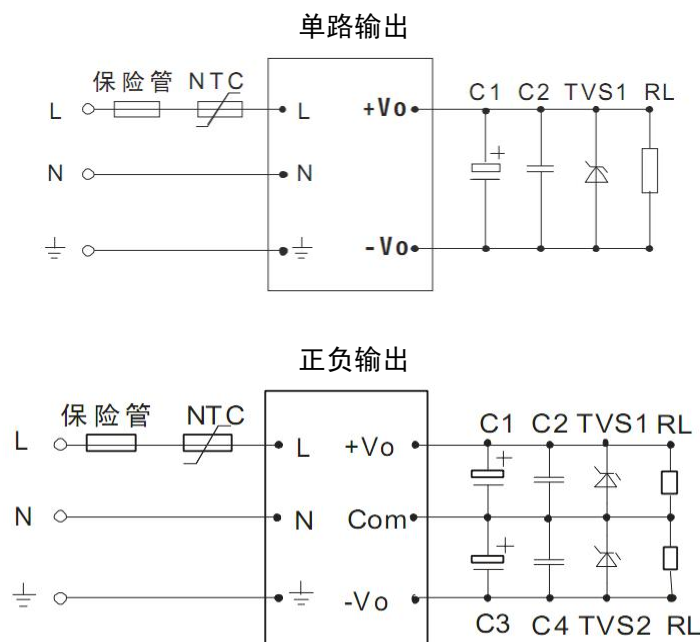 单路输出
保险管 NTC C1 C2 TVS1 RL
L L +Vo
N N
-Vo
正负输出
保险管 NTC C1 C2 TVS1 RL
L L +Vo
N N Com
-Vo
C3 C4 TVS2 RL